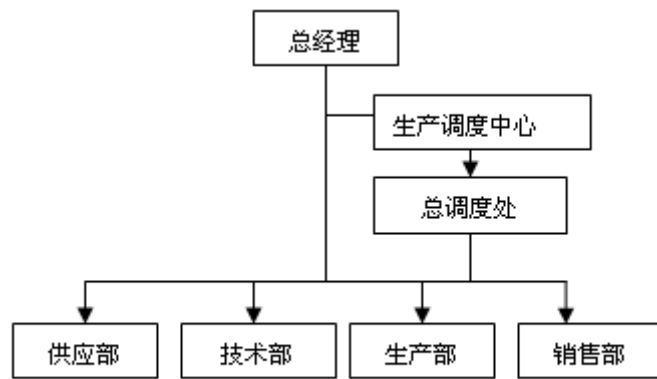 总经理
生产调度中心
总调度处
供应部
技术部
生产部
销售部